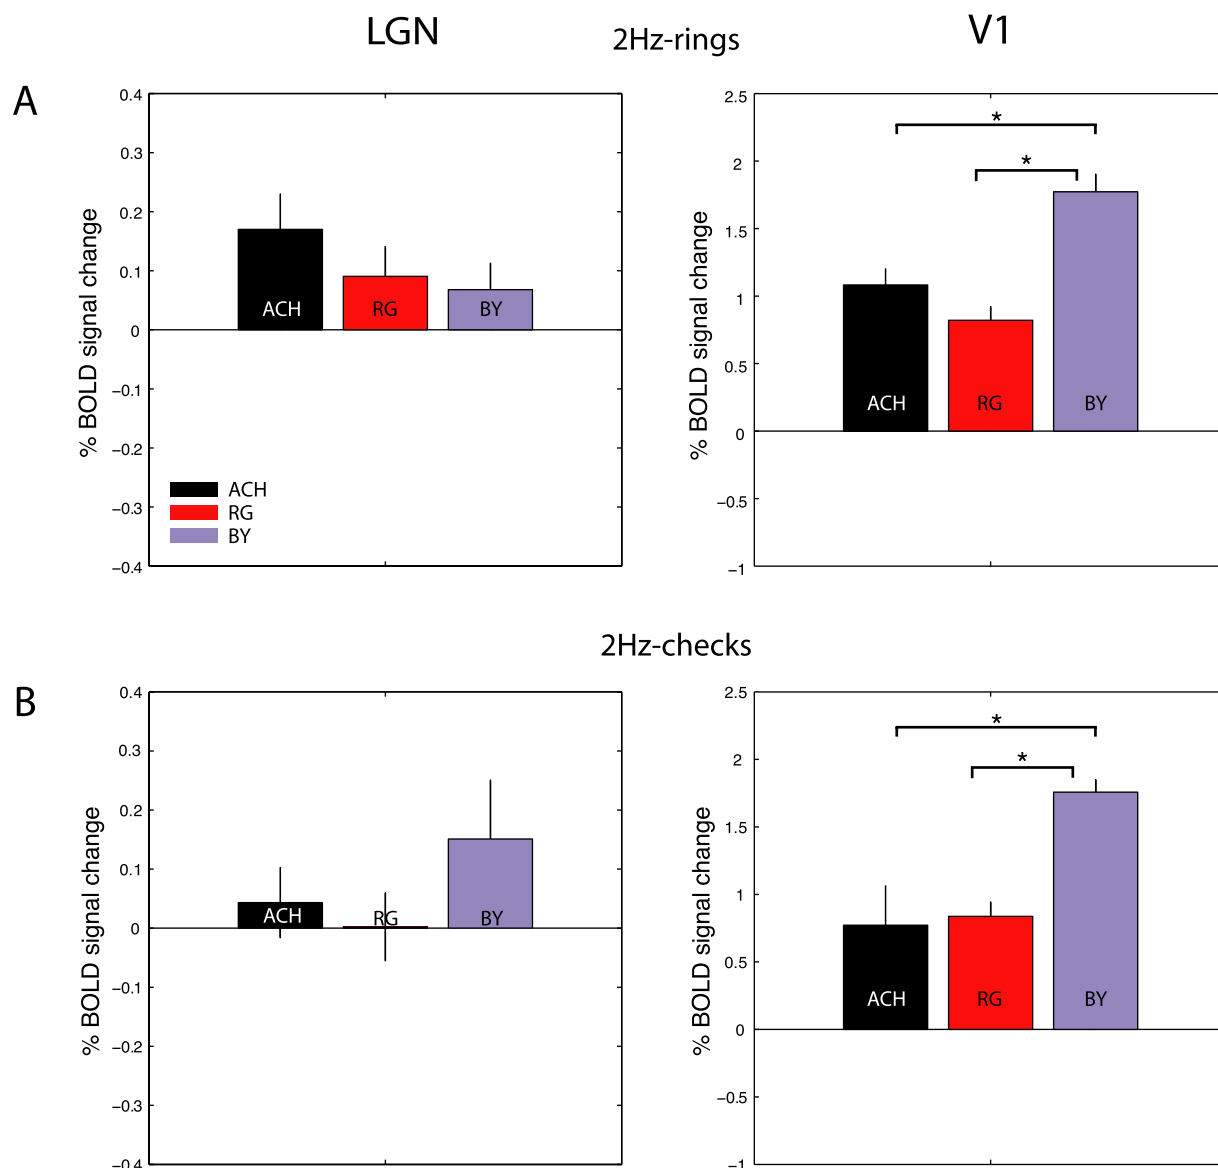 LGN
2Hz-rings
V1
A
% BOLD signal change
0.4
0.3
0.2
0.1
0
−0.1
−0.2
−0.3
−0.4
ACH
RG
BY
ACH
RG
BY
% BOLD signal change
2.5
2
1.5
1
0.5
0
−0.5
−1
*
*
ACH
RG
BY
2Hz-checks
B
% BOLD signal change
0.4
0.3
0.2
0.1
0
−0.1
−0.2
−0.3
−0.4
ACH
RG
BY
% BOLD signal change
2.5
2
1.5
1
0.5
0
−0.5
−1
*
*
ACH
RG
BY